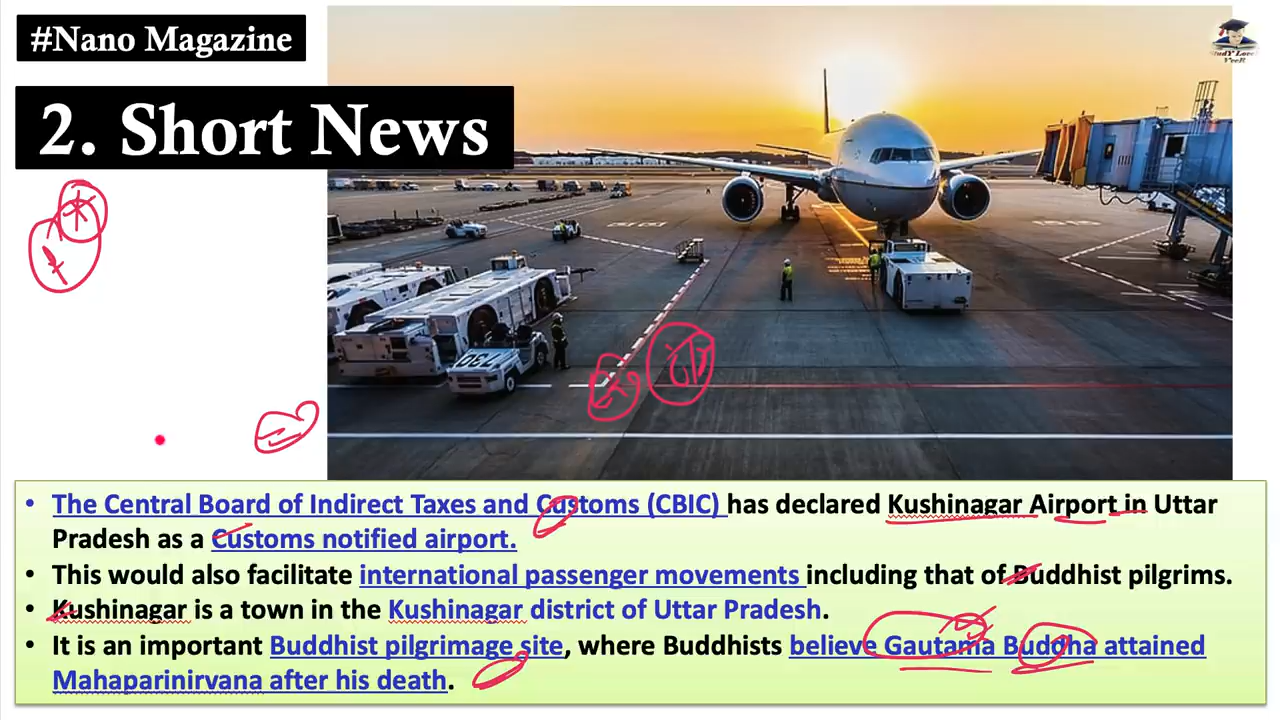 #Nano Magazine
2. Short News
StudY LoveR
VeeR
• The Central Board of Indirect Taxes and Customs (CBIC) has declared Kushinagar Airport in Uttar
Pradesh as a Customs notified airport.
• This would also facilitate international passenger movements including that of Buddhist pilgrims.
• Kushinagar is a town in the Kushinagar district of Uttar Pradesh.
• It is an important Buddhist pilgrimage site, where Buddhists believe Gautama Buddha attained
Mahaparinirvana after his death.